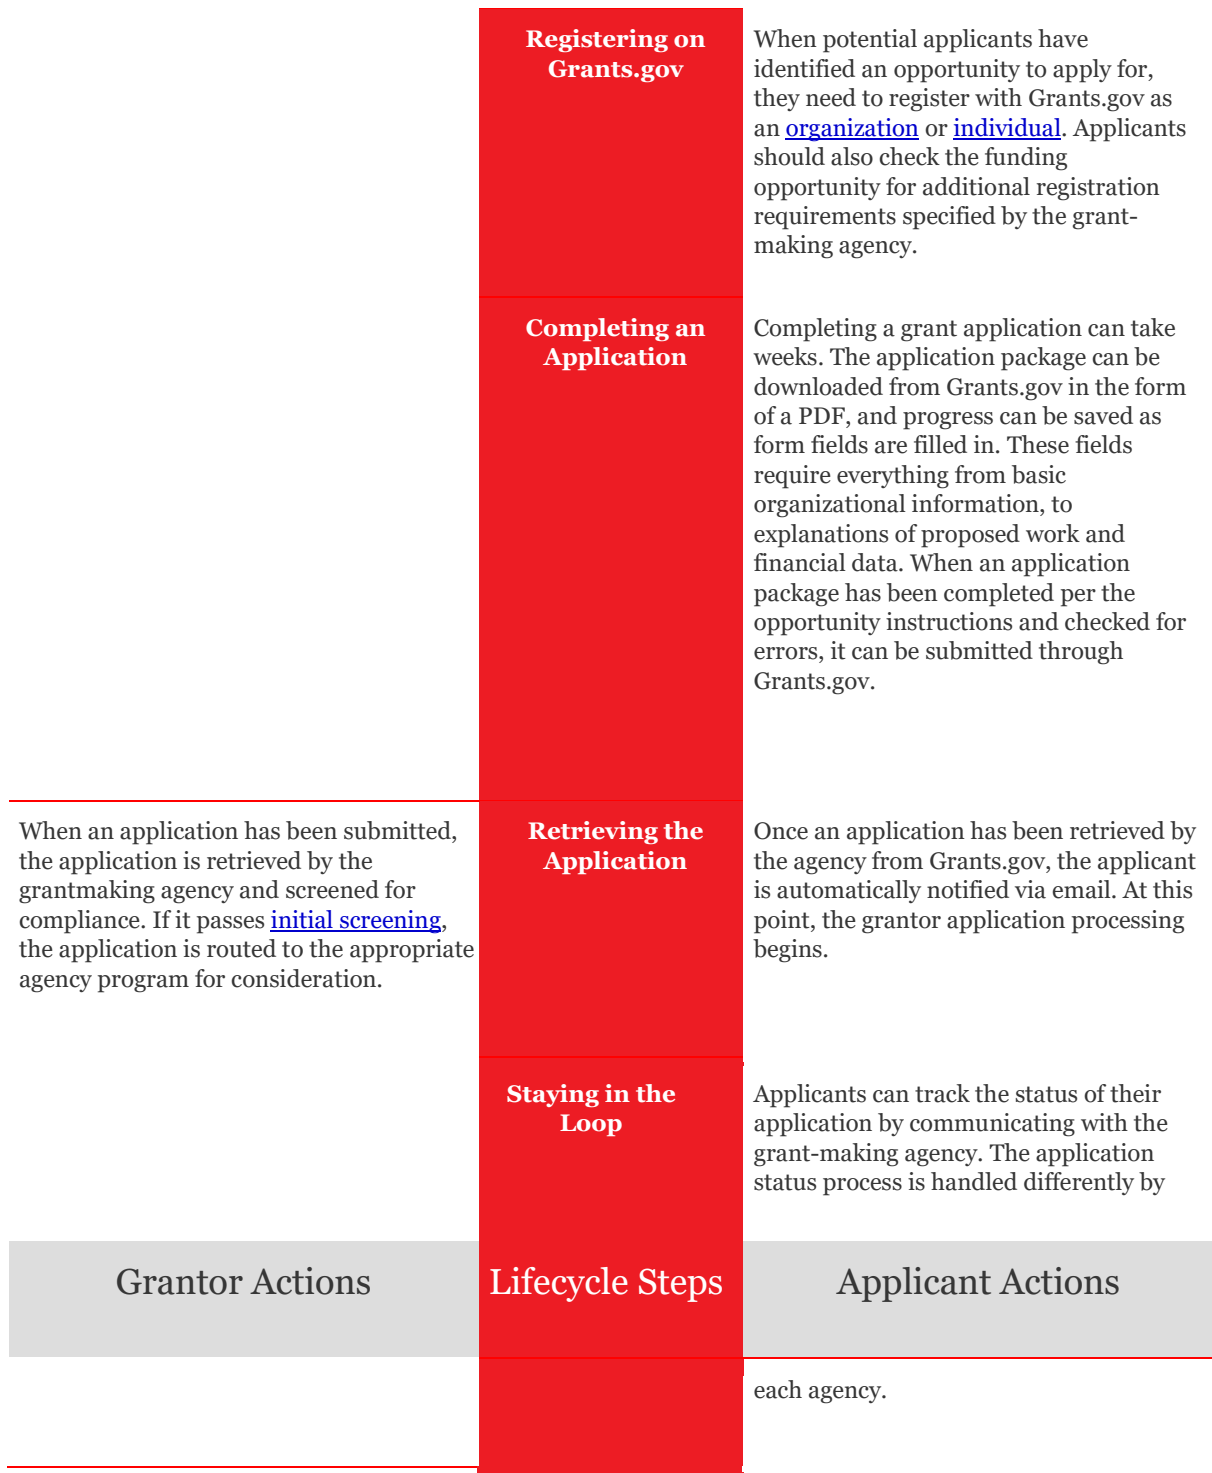 Registering on
Grants.gov
When potential applicants have
identified an opportunity to apply for,
they need to register with Grants.gov as
an organization or individual. Applicants
should also check the funding
opportunity for additional registration
requirements specified by the grant-
making agency.
Completing an
Application
Completing a grant application can take
weeks. The application package can be
downloaded from Grants.gov in the form
of a PDF, and progress can be saved as
form fields are filled in. These fields
require everything from basic
organizational information, to
explanations of proposed work and
financial data. When an application
package has been completed per the
opportunity instructions and checked for
errors, it can be submitted through
Grants.gov.
When an application has been submitted,
the application is retrieved by the
grantmaking agency and screened for
compliance. If it passes initial screening,
the application is routed to the appropriate
agency program for consideration.
Retrieving the
Application
Once an application has been retrieved by
the agency from Grants.gov, the applicant
is automatically notified via email. At this
point, the grantor application processing
begins.
Staying in the
Loop
Applicants can track the status of their
application by communicating with the
grant-making agency. The application
status process is handled differently by
Grantor Actions
Lifecycle Steps
Applicant Actions
each agency.